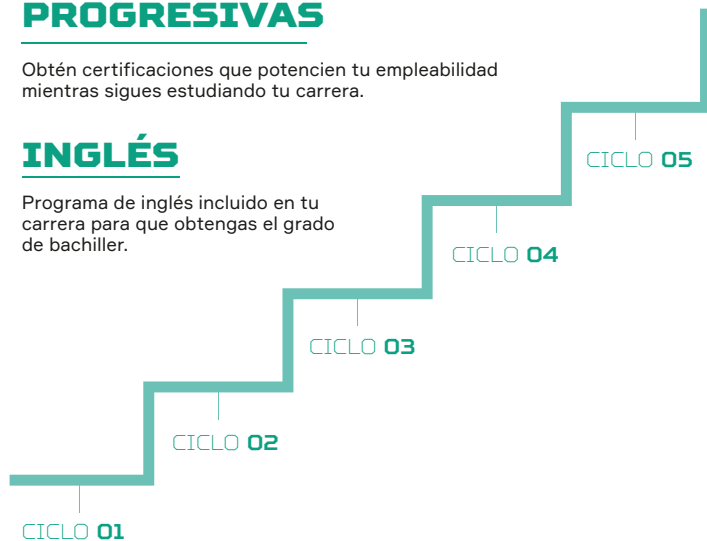 PROGRESIVAS
Obtén certificaciones que potencien tu empleabilidad
mientras sigues estudiando tu carrera.
INGLÉS
Programa de inglés incluido en tu
carrera para que obtengas el grado
de bachiller.
CICLO 05
CICLO 04
CICLO 03
CICLO 02
CICLO 01